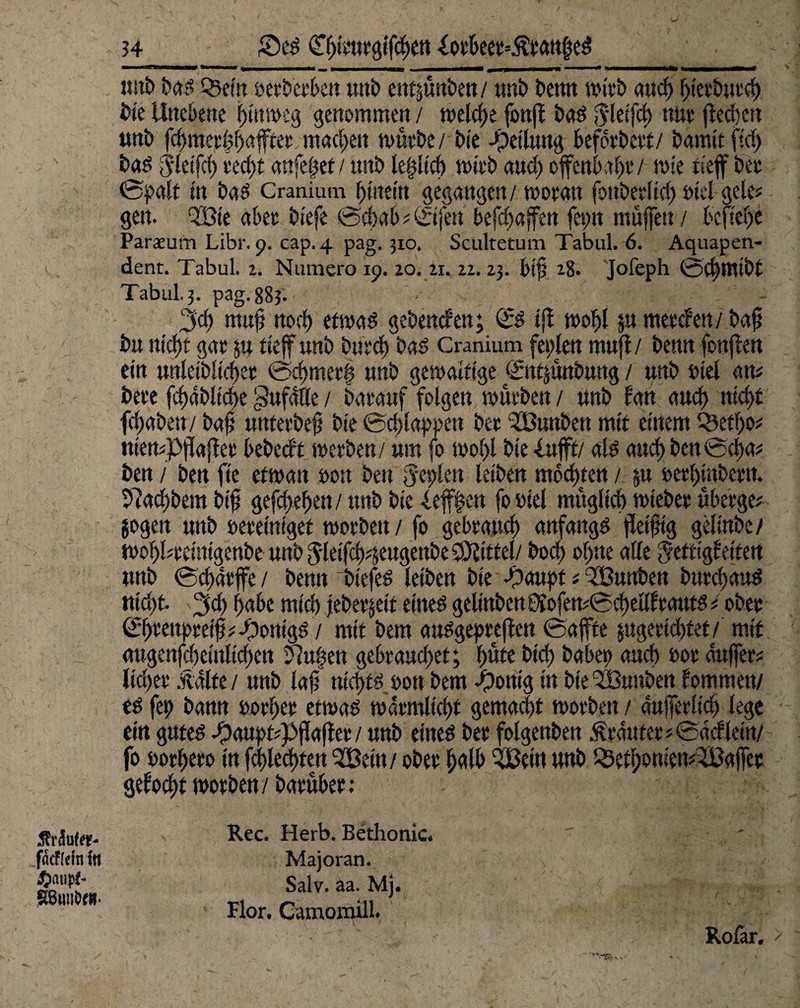 34 Des Chirurgischen Lorbeer-Krantzes
und das Bein verderben und entzünden / und denn wird auch hierdurch
die Unebene hinweg genommen / welche sonst das Fleisch nur stechen
und schmertzhaffter machen würde / die Heilung befördert / damit sich
das Fleisch recht ansetzet / und letzlich wird auch offenbahr / wie tieff der
Spalt in das Cranium hinein gegangen / woran sonderlich viel gele-
gen. Wie aber diese Schab-Eisen beschaffen seyn müssen / besiehe
Paræum Libr. 9. cap. 4 pag. 310. Scultetum Tabul. 6. Aquapen-
dent. Tabul. 2. Numero 19. 20. 21. 22. 23. biß 28. Joseph Schmidt
Tabul. 3. pag. 883.
Ich muß noch etwas gedencken; Es ist wohl zu mercken / daß
du nicht gar zu tieff und durch das Cranium feylen must / denn sonsten
ein unleidlicher Schmertz und gewaltige Entzündung / und viel an-
dere schädliche Zufälle / darauf folgen würden / und kan auch nicht
schaden / daß unterdeß die Schlappen der Wunden mit einem Betho-
nien-Pflaster bedeckt werden / um so wohl die Lufft / als auch den Scha-
den / den sie etwan von den Feylen leiden möchten / zu verhindern.
Nachdem diß geschehen / und die Leffzen so viel müglich wieder überge-
zogen und vereiniget worden / so gebrauch anfangs fleißig gelinde /
wohl-reinigende und Fleisch-zeugende Mittel / doch ohne alle Fettigkeiten
und Schärffe / denn dieses leiden die Haupt-Wunden durchaus
nicht. Ich habe mich jederzeit eines gelinden Rosen-Schellkrauts- oder
Ehrenpreiß-Honigs / mit dem ausgepresten Saffte zugerichtet / mit
augenscheinlichen Nutzen gebrauchet; hüte dich dabey auch vor äusser-
licher Kälte / und laß nichts von dem Honig in die Wunden kommen /
es sey dann vorher etwas wärmlicht gemacht worden / äusserlich lege
ein gutes Haupt-Pflaster / und eines der folgenden Kräuter-Säcklein /
so vorhero in schlechten Wein / oder halb Wein und Bethonien-Wasser
gekocht worden / darüber:
Kräuter-
säcklein in
Haupt-
Wunden.
Rec. Herb. Bethonic.
Majoran.
Salv. aa. Mj.
Flor. Camomill.
Rosar.